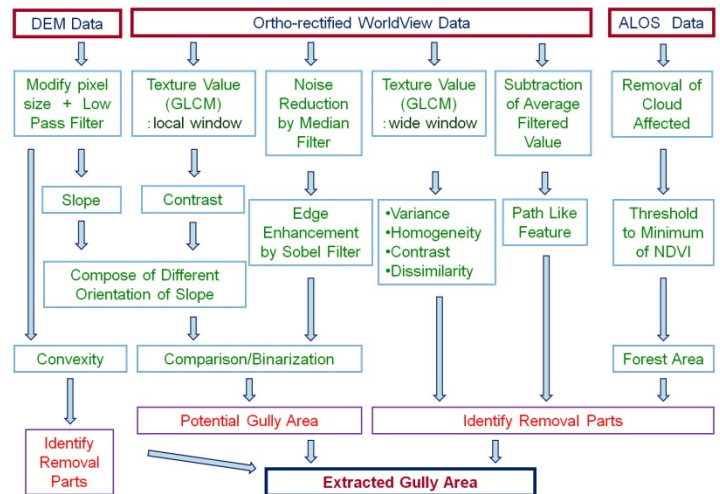 DEM Data
Ortho-rectified WorldView Data
ALOS Data
Modify pixel
size + Low
Pass Filter
Texture Value
(GLCM)
:local window
Noise
Reduction
by Median
Filter
Texture Value
(GLCM)
:wide window
Subtraction
of Average
Filtered
Value
Removal of
Cloud
Affected
Slope
Contrast
Edge
Enhancement
by Sobel Filter
•Variance
•Homogeneity
•Contrast
•Dissimilarity
Path Like
Feature
Threshold
to Minimum
of NDVI
Compose of Different
Orientation of Slope
Convexity
Comparison/Binarization
Forest Area
Potential Gully Area
Identify Removal Parts
Identify
Removal
Parts
Extracted Gully Area